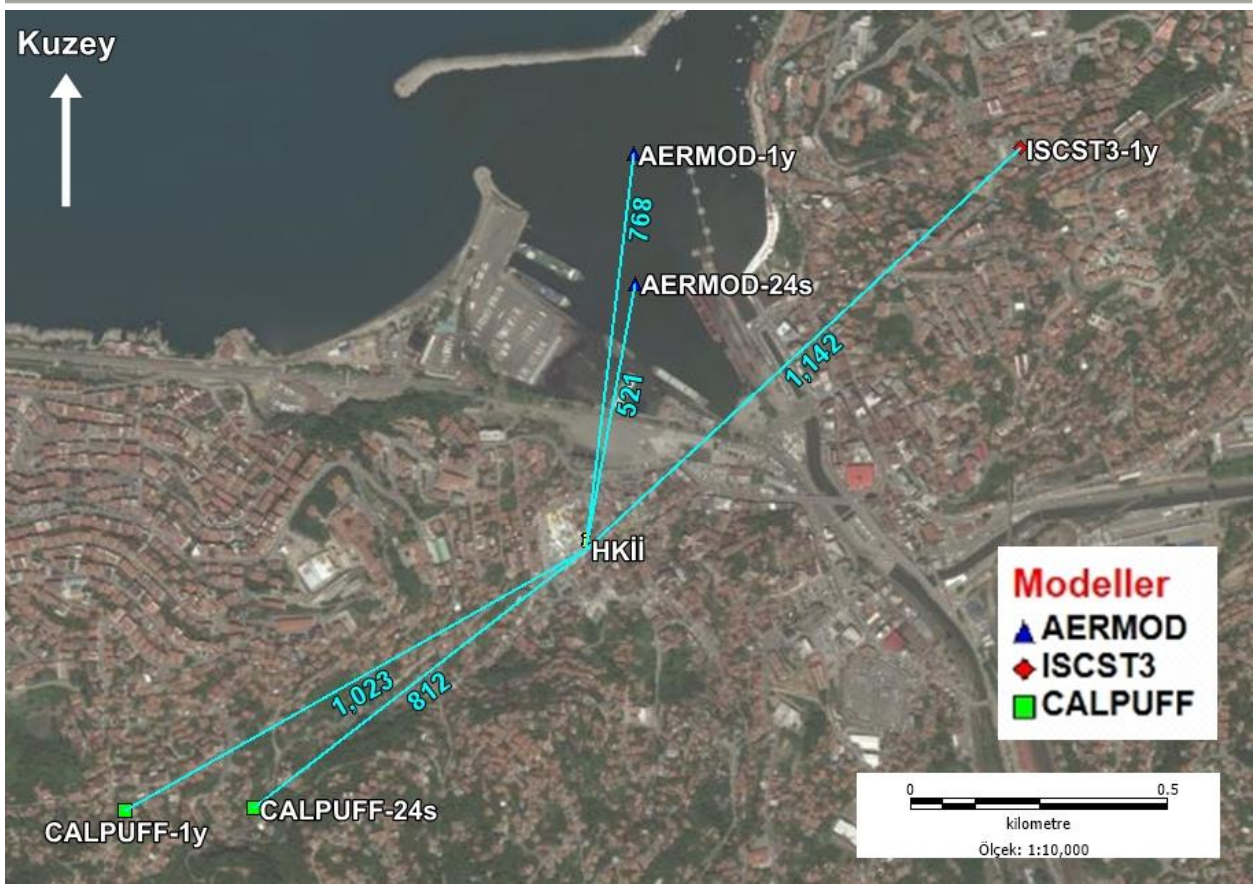 Kuzey
AERMOD-1y
ISCST3-1y
768
AERMOD-24s
1,142
521
HKİİ
1,023
812
CALPUFF-24s
CALPUFF-1y
Modeller
AERMOD
ISCST3
CALPUFF
0 0.5
kilometre
Ölçek: 1:10,000